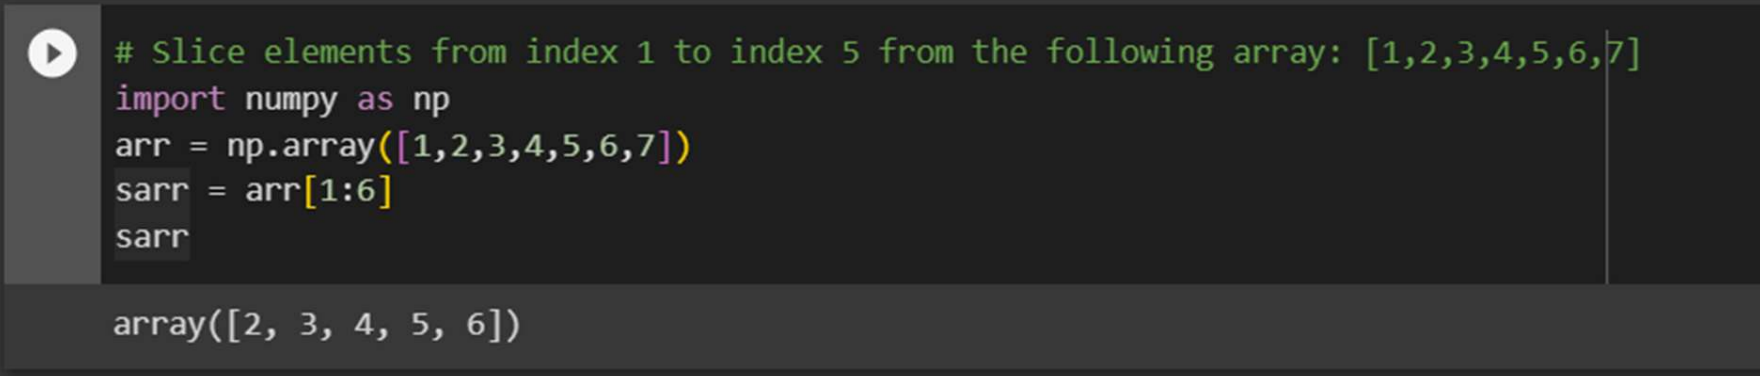 # Slice elements from index 1 to index 5 from the following array: [1,2,3,4,5,6,7]
import numpy as np
arr = np.array([1,2,3,4,5,6,7])
sarr = arr[1:6]
sarr
array([2, 3, 4, 5, 6])